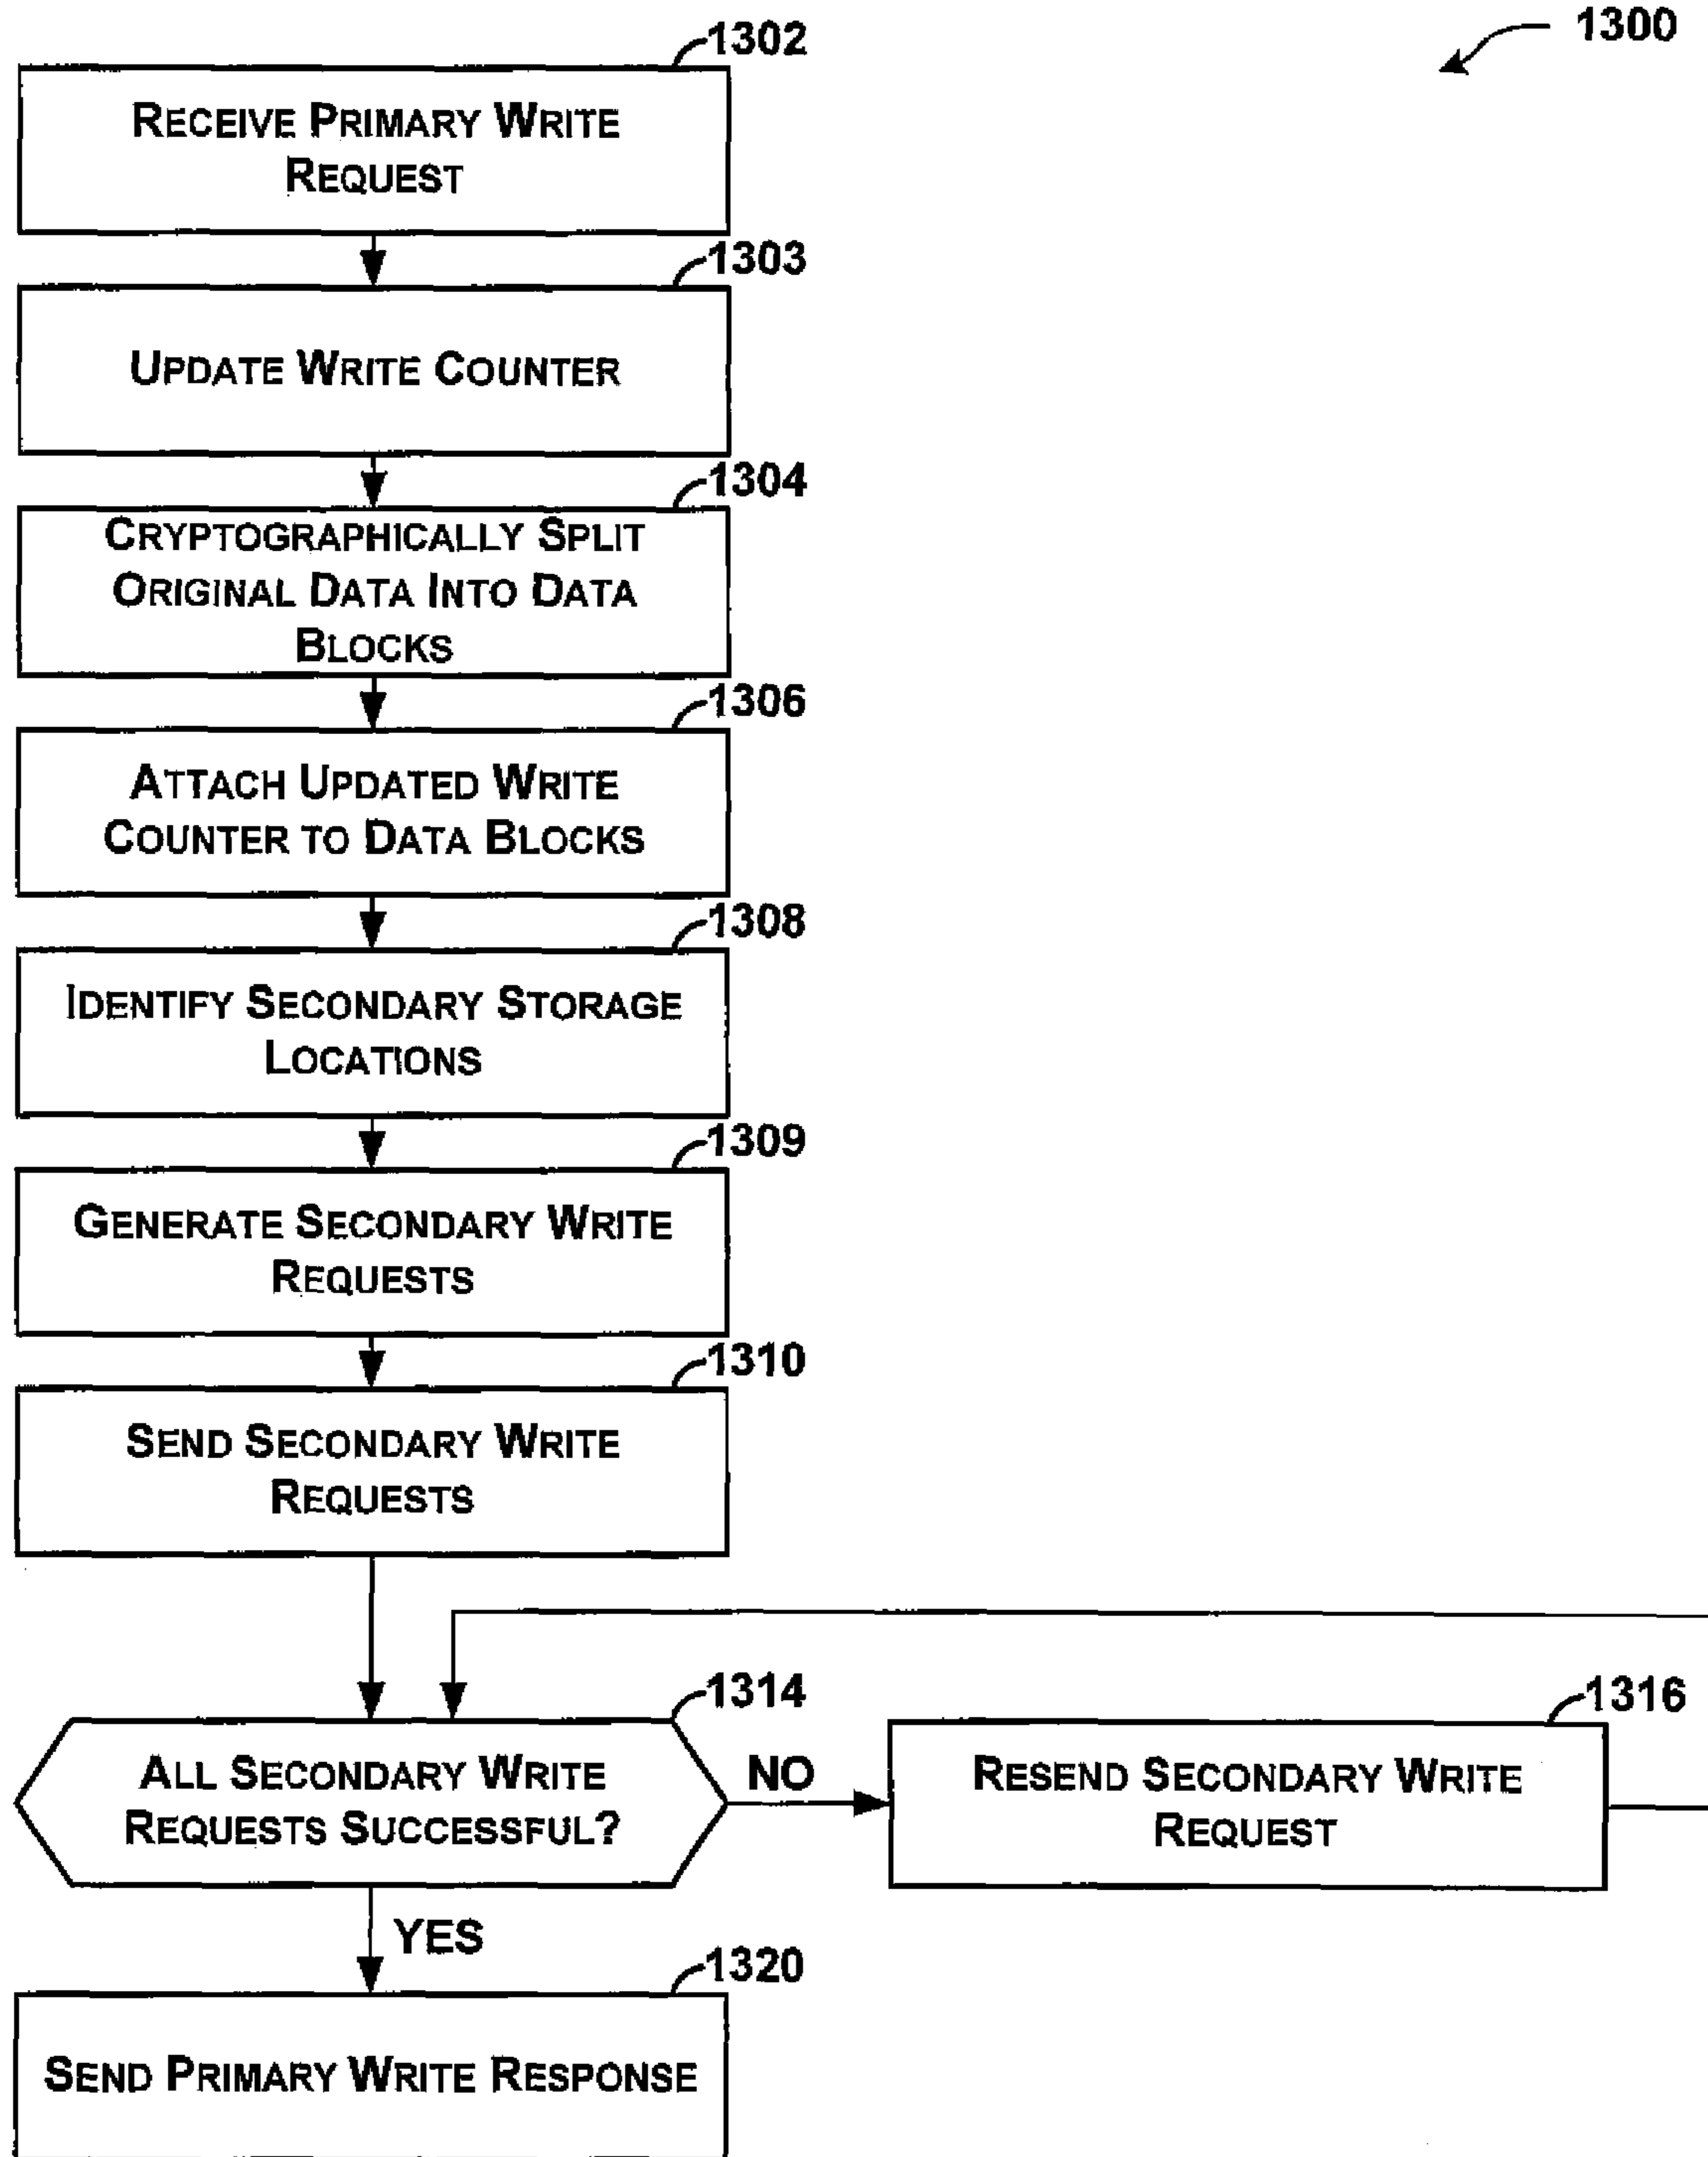 1300
1302
RECEIVE PRIMARY WRITE
REQUEST
1303
UPDATE WRITE COUNTER
1304
CRYPTOGRAPHICALLY SPLIT
ORIGINAL DATA INTO DATA
BLOCKS
1306
ATTACH UPDATED WRITE
COUNTER TO DATA BLOCKS
1308
IDENTIFY SECONDARY STORAGE
LOCATIONS
1309
GENERATE SECONDARY WRITE
REQUESTS
1310
SEND SECONDARY WRITE
REQUESTS
1314
ALL SECONDARY WRITE
REQUESTS SUCCESSFUL?
NO
1316
RESEND SECONDARY WRITE
REQUEST
YES
1320
SEND PRIMARY WRITE RESPONSE